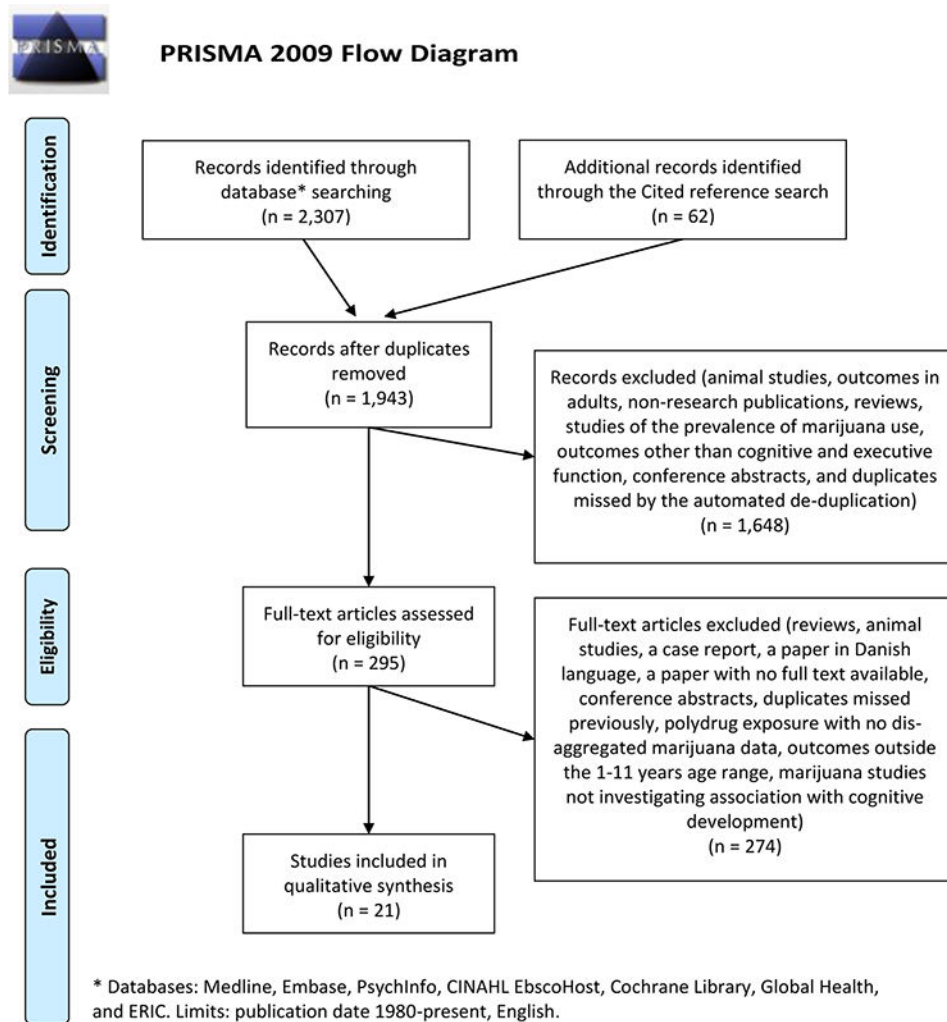 PRISMA
PRISMA 2009 Flow Diagram
Identification
Records identified through
database* searching
(n = 2,307)
Additional records identified
through the Cited reference search
(n = 62)
Screening
Records after duplicates
removed
(n = 1,943)
Records excluded (animal studies, outcomes in
adults, non-research publications, reviews,
studies of the prevalence of marijuana use,
outcomes other than cognitive and executive
function, conference abstracts, and duplicates
missed by the automated de-duplication)
(n = 1,648)
Eligibility
Full-text articles assessed
for eligibility
(n = 295)
Full-text articles excluded (reviews, animal
studies, a case report, a paper in Danish
language, a paper with no full text available,
conference abstracts, duplicates missed
previously, polydrug exposure with no dis-
aggregated marijuana data, outcomes outside
the 1-11 years age range, marijuana studies
not investigating association with cognitive
development)
(n = 274)
Included
Studies included in
qualitative synthesis
(n = 21)
* Databases: Medline, Embase, PsychInfo, CINAHL EbscoHost, Cochrane Library, Global Health,
and ERIC. Limits: publication date 1980-present, English.